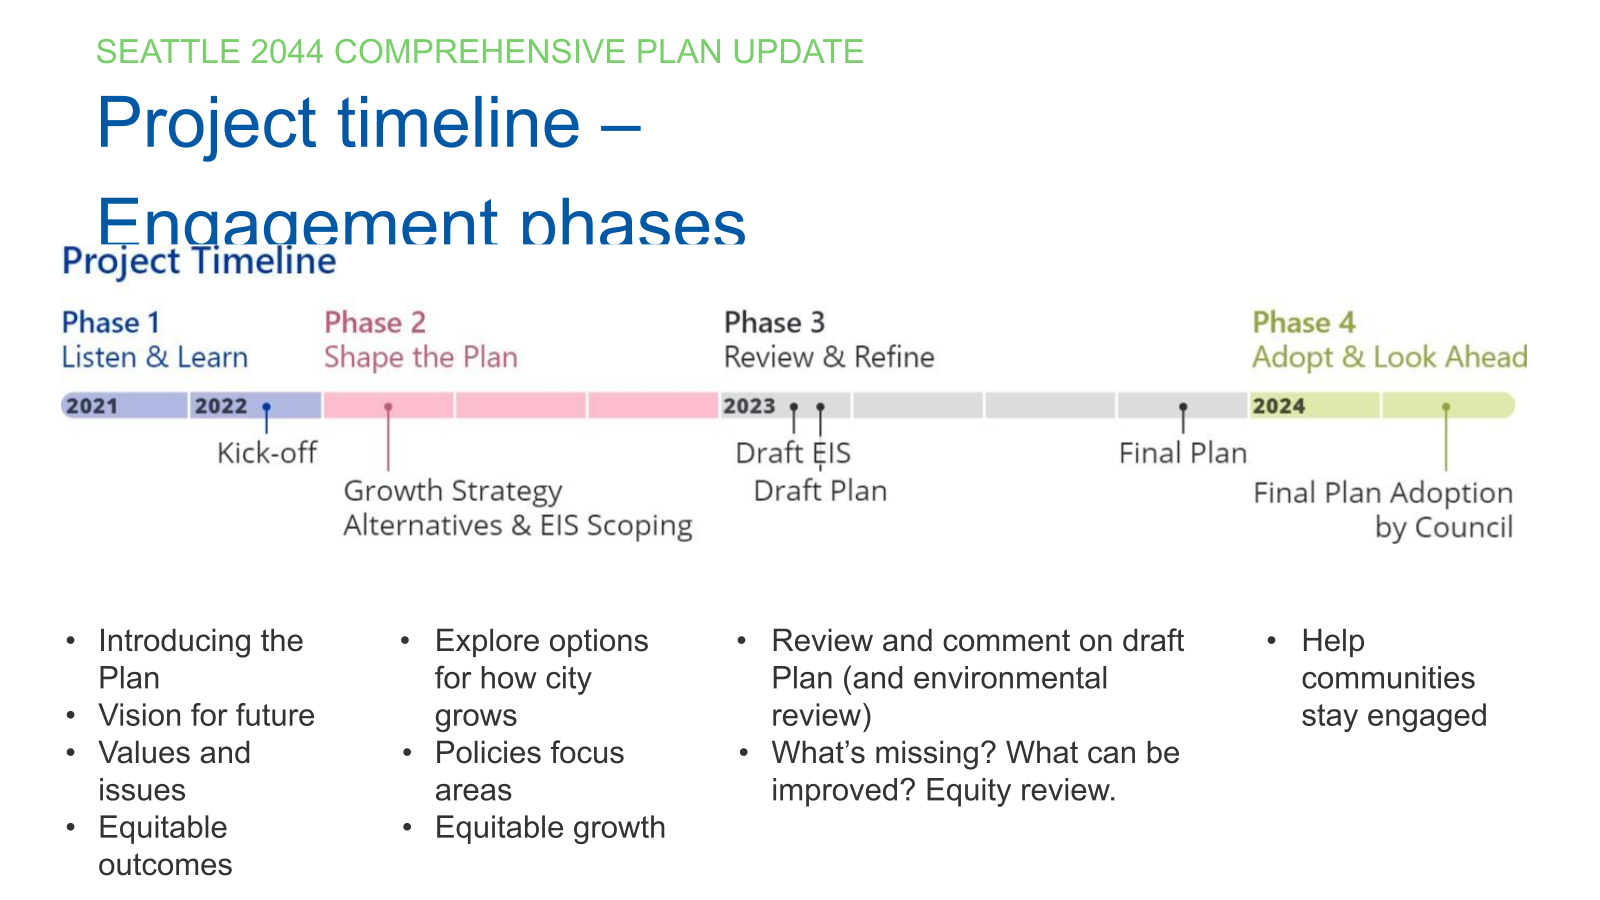 SEATTLE 2044 COMPREHENSIVE PLAN UPDATE
Project timeline –
Engagement phases
Project Timeline
Phase 1
Listen & Learn
Phase 2
Shape the Plan
Phase 3
Review & Refine
Phase 4
Adopt & Look Ahead
2021
2022
2023
2024
Kick-off
Growth Strategy
Alternatives & EIS Scoping
Draft EIS
Draft Plan
Final Plan
Final Plan Adoption
by Council
• Introducing the
Plan
• Vision for future
• Values and
issues
• Equitable
outcomes
• Explore options
for how city
grows
• Policies focus
areas
• Equitable growth
• Review and comment on draft
Plan (and environmental
review)
• What’s missing? What can be
improved? Equity review.
• Help
communities
stay engaged